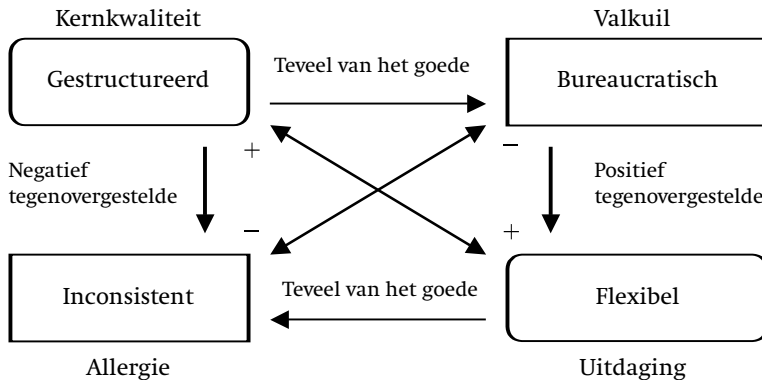 Kernkwaliteit
Valkuil
Gestructureerd
Teveel van het goede
Bureaucratisch
+
−
Negatief
tegenovergestelde
Positief
tegenovergestelde
−
+
Inconsistent
Teveel van het goede
Flexibel
Allergie
Uitdaging